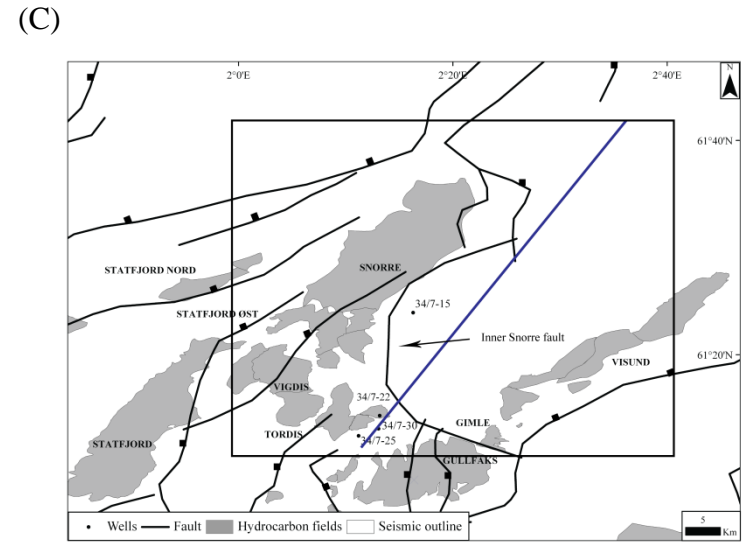 (C)
2°0'E 2°20'E 2°40'E
N
61°40'N
STATFJORD NORD
SNORRE
34/7-15
STATFJORD ØST
Inner Snorre fault
61°20'N
VISUND
VIGDIS
34/7-22
GIMLE
34/7-30
TORDIS
34/7-25
STATFJORD
GULLFAKS
Wells Fault Hydrocarbon fields Seismic outline
5
Km